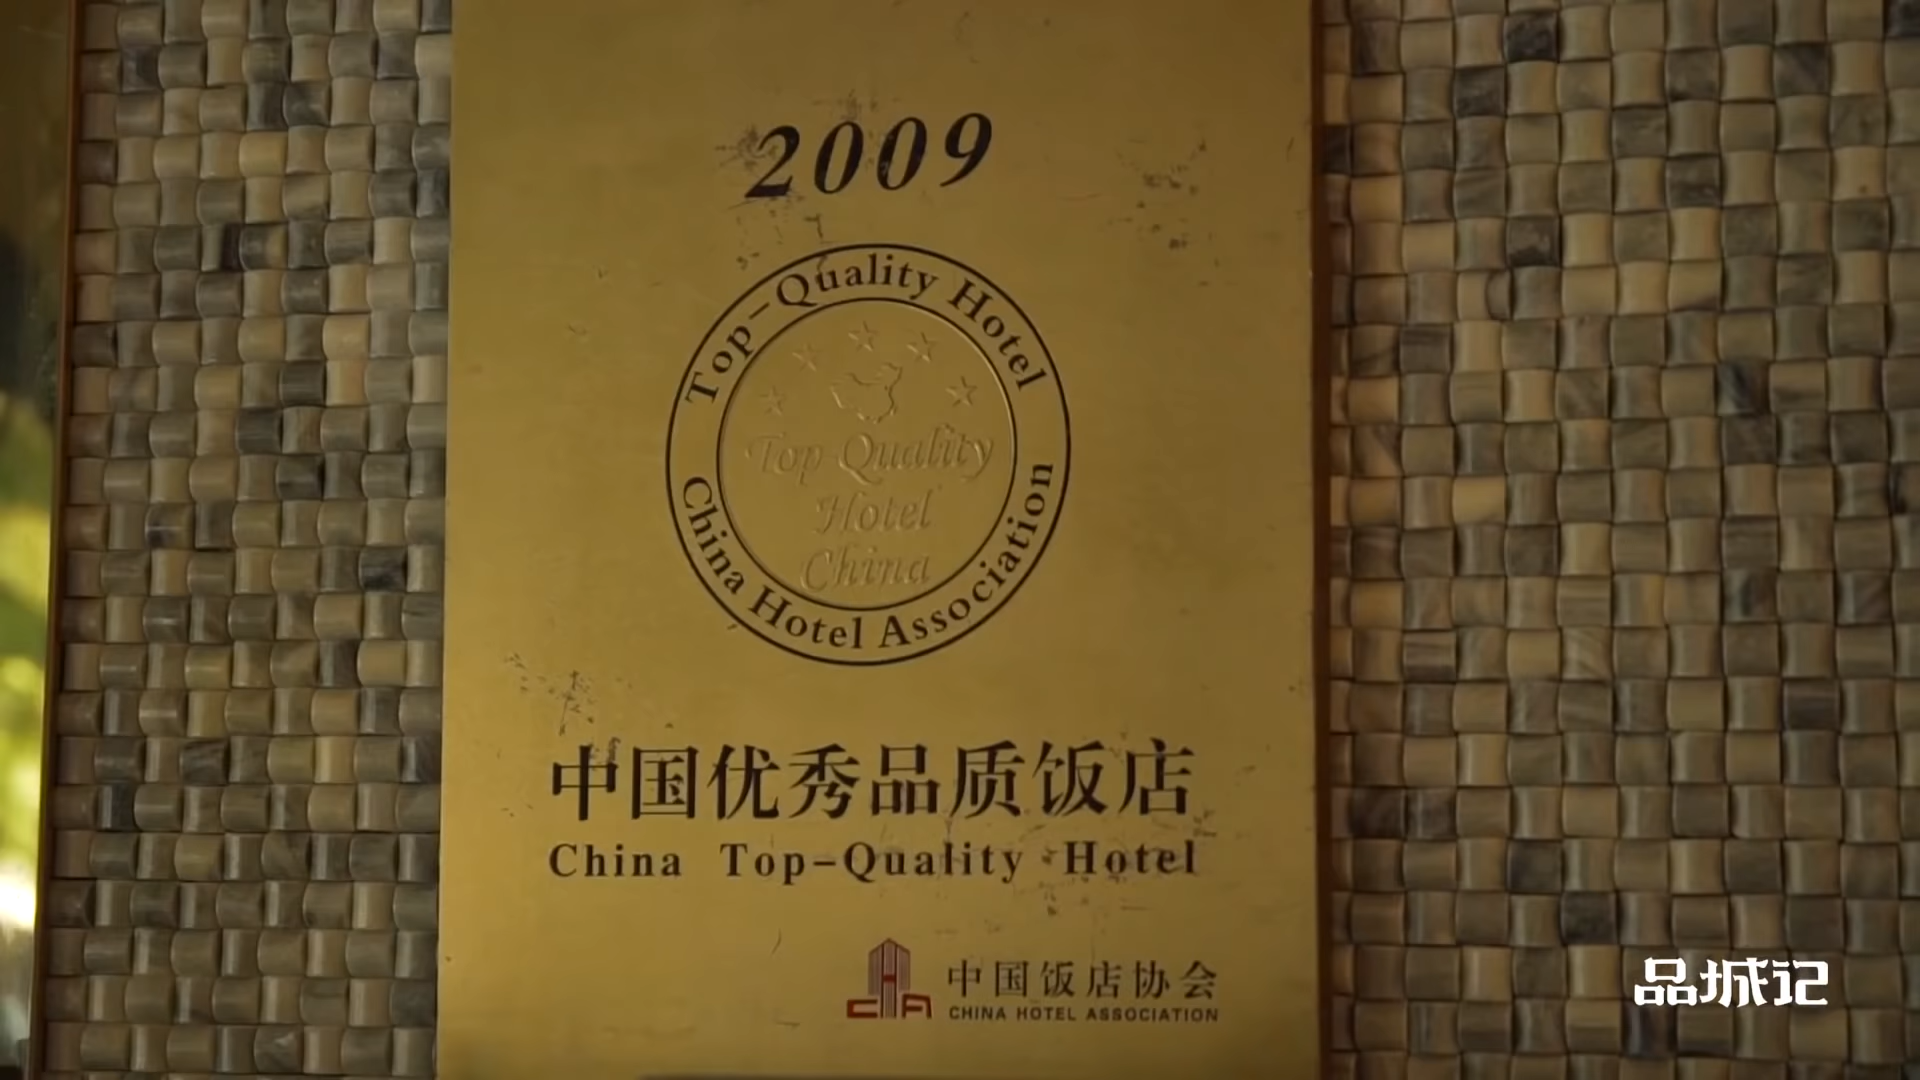 2009
Top-Quality Hotel
Top Quality
Hotel
China
China Hotel Association
中国优秀品质饭店
China Top-Quality Hotel
CHA
中国饭店协会
CHINA HOTEL ASSOCIATION
品城记